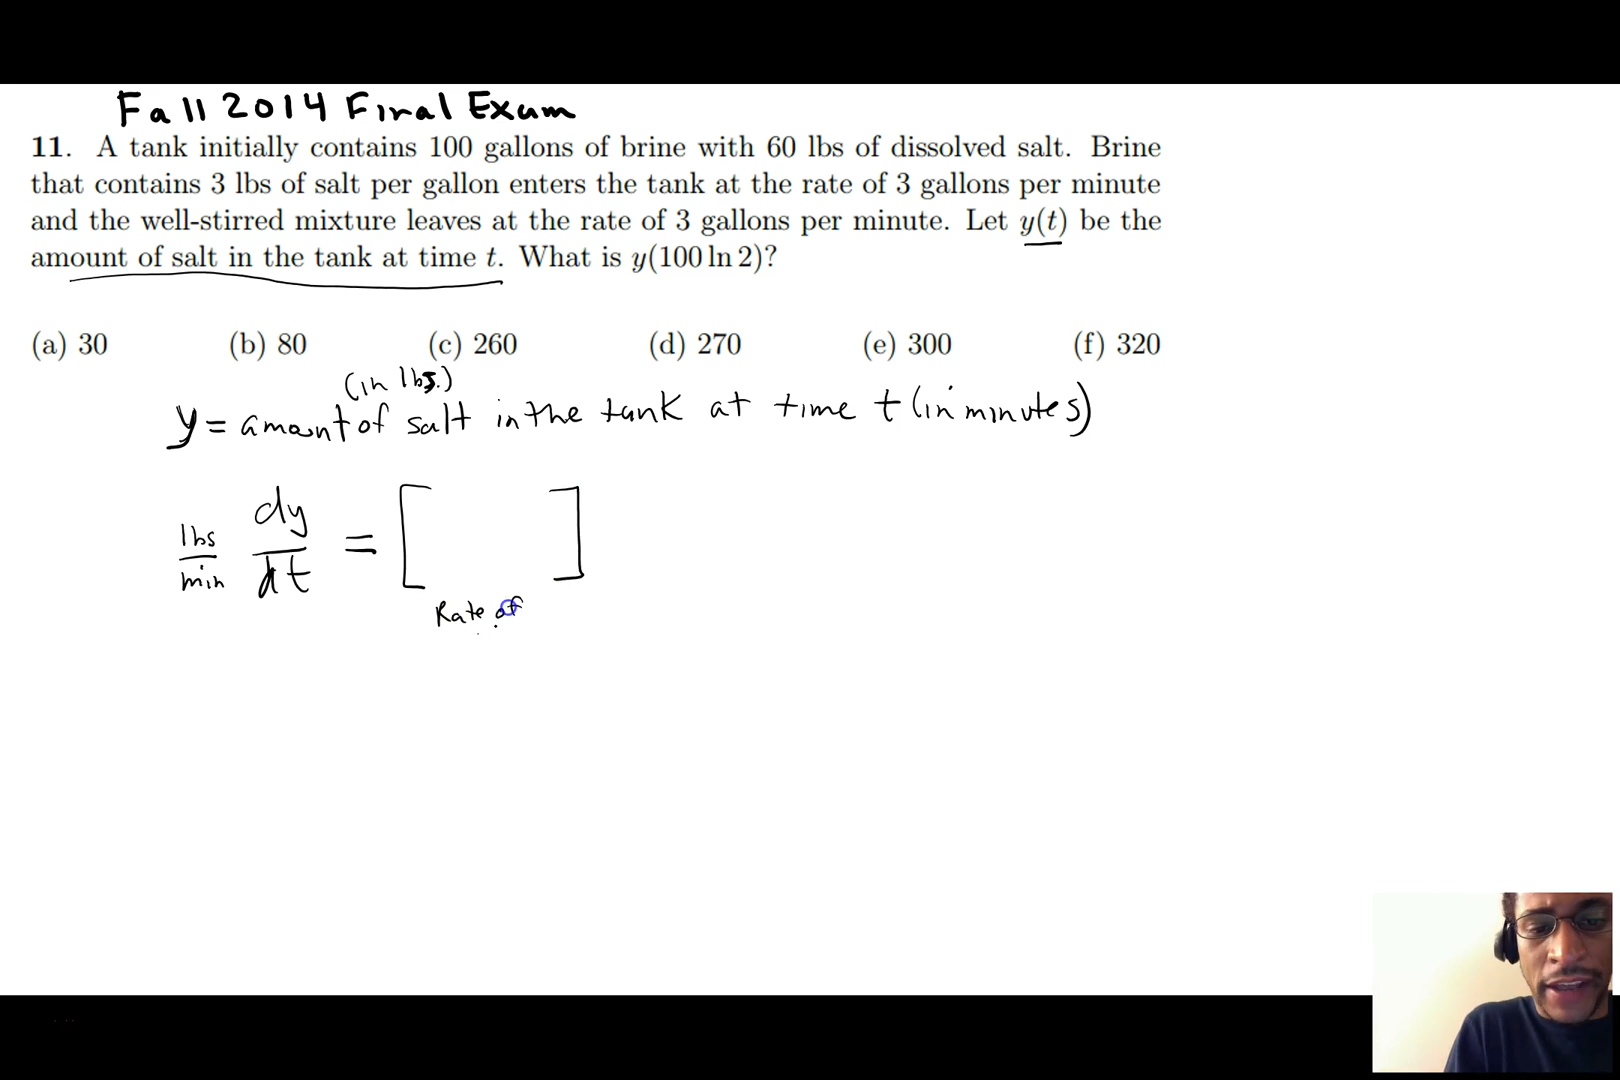 Fall 2014 Final Exam
11. A tank initially contains 100 gallons of brine with 60 lbs of dissolved salt. Brine
that contains 3 lbs of salt per gallon enters the tank at the rate of 3 gallons per minute
and the well-stirred mixture leaves at the rate of 3 gallons per minute. Let y(t) be the
amount of salt in the tank at time t. What is y(100 ln 2)?
(a) 30 (b) 80 (c) 260 (d) 270 (e) 300 (f) 320
(in lbs.)
y = amount of salt in the tank at time t (in minutes)
lbs/min dy/dt = [ ]
Rate of